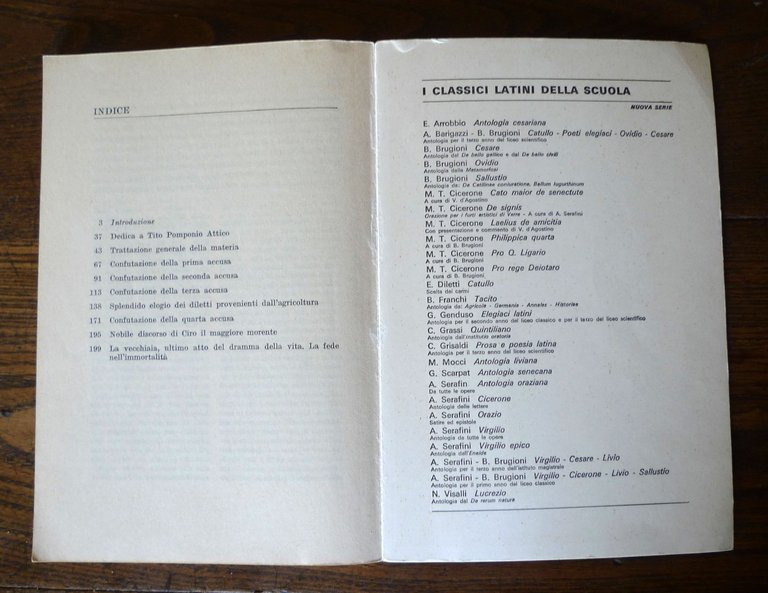 INDICE
3 Introduzione
37 Dedica a Tito Pomponio Attico
43 Trattazione generale della materia
67 Confutazione della prima accusa
91 Confutazione della seconda accusa
113 Confutazione della terza accusa
138 Splendido elogio dei diletti provenienti dall'agricoltura
171 Confutazione della quarta accusa
195 Nobile discorso di Ciro il maggiore morente
199 La vecchiaia, ultimo atto del dramma della vita. La fede
nell'immortalità
I CLASSICI LATINI DELLA SCUOLA
NUOVA SERIE
E. Arrobbio Antologia cesariana
A. Barigazzi - B. Brugioni Catullo - Poeti elegiaci - Ovidio - Cesare
Antologia per il terzo anno del liceo scientifico
B. Brugioni Cesare
Antologia dal De bello gallico e dal De bello civili
B. Brugioni Ovidio
Antologia dalle Metamorfosi
B. Brugioni Sallustio
Antologia da: De Catilinae coniuratione, Bellum Iugurthinum
M. T. Cicerone Cato maior de senectute
A cura di V. d'Agostino
M. T. Cicerone De signis
Orazione per i furti artistici di Verre - A cura di A. Serafini
M. T. Cicerone Laelius de amicitia
Con presentazione e commento di V. d'Agostino
M. T. Cicerone Philippica quarta
A cura di B. Brugioni
M. T. Cicerone Pro Q. Ligario
A cura di B. Brugioni
M. T. Cicerone Pro rege Deiotaro
A cura di B. Brugioni
E. Diletti Catullo
Scelta dai carmi
B. Franchi Tacito
Antologia da: Agricola - Germania - Annales - Historiae
G. Genduso Elegiaci latini
Antologia per il secondo anno del liceo classico e per il terzo del liceo scientifico
C. Grassi Quintiliano
Antologia dall'Institutio oratoria
C. Grisaldi Prosa e poesia latina
Antologia per il terzo anno del liceo scientifico
M. Mocci Antologia liviana
G. Scarpat Antologia senecana
A. Serafin Antologia oraziana
Da tutte le opere
A. Serafini Cicerone
Antologia delle lettere
A. Serafini Orazio
Satire ed epistole
A. Serafini Virgilio
Antologia da tutte le opere
A. Serafini Virgilio epico
Antologia dall'Eneide
A. Serafini - B. Brugioni Virgilio - Cesare - Livio
Antologia per il terzo anno dell'istituto magistrale
A. Serafini - B. Brugioni Virgilio - Cicerone - Livio - Sallustio
Antologia per il primo anno del liceo classico
N. Visalli Lucrezio
Antologia dal De rerum natura